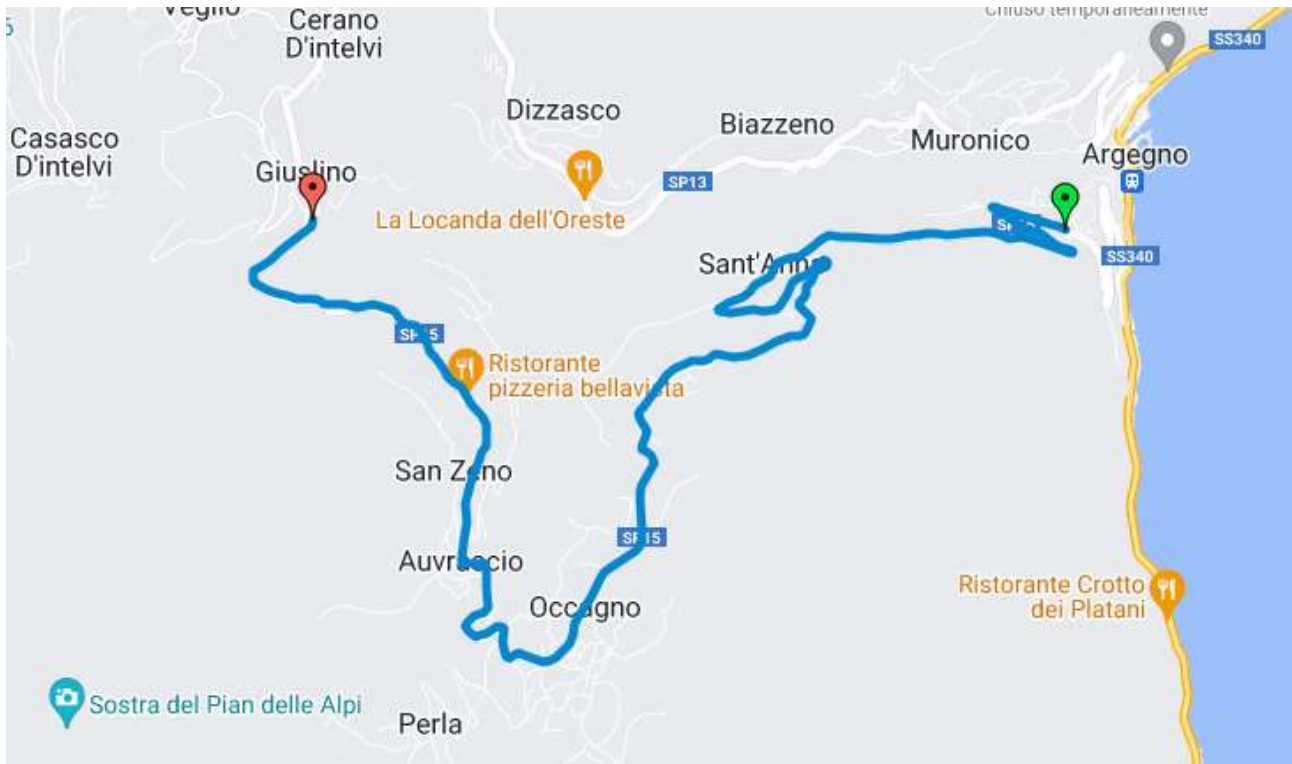 Veglio
Cerano
D'intelvi
Chiuso temporaneamente
SS340
Dizzasco
Biazzeno
Muronico
Casasco
D'intelvi
Argegno
Giuslino
SP13
La Locanda dell'Oreste
SS340
Sant'Anna
SP15
Ristorante
pizzeria bellavista
San Zeno
SP15
Auvraccio
Occagno
Ristorante Crotto
dei Platani
Sostra del Pian delle Alpi
Perla